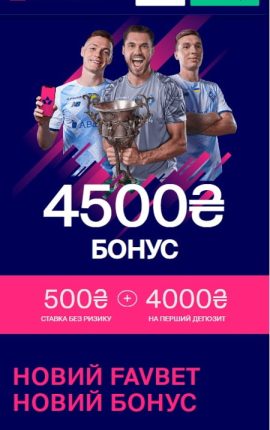 4500₴
БОНУС
500₴ + 4000₴
СТАВКА БЕЗ РИЗИКУ НА ПЕРШИЙ ДЕПОЗИТ
НОВИЙ FAVBET
НОВИЙ БОНУС